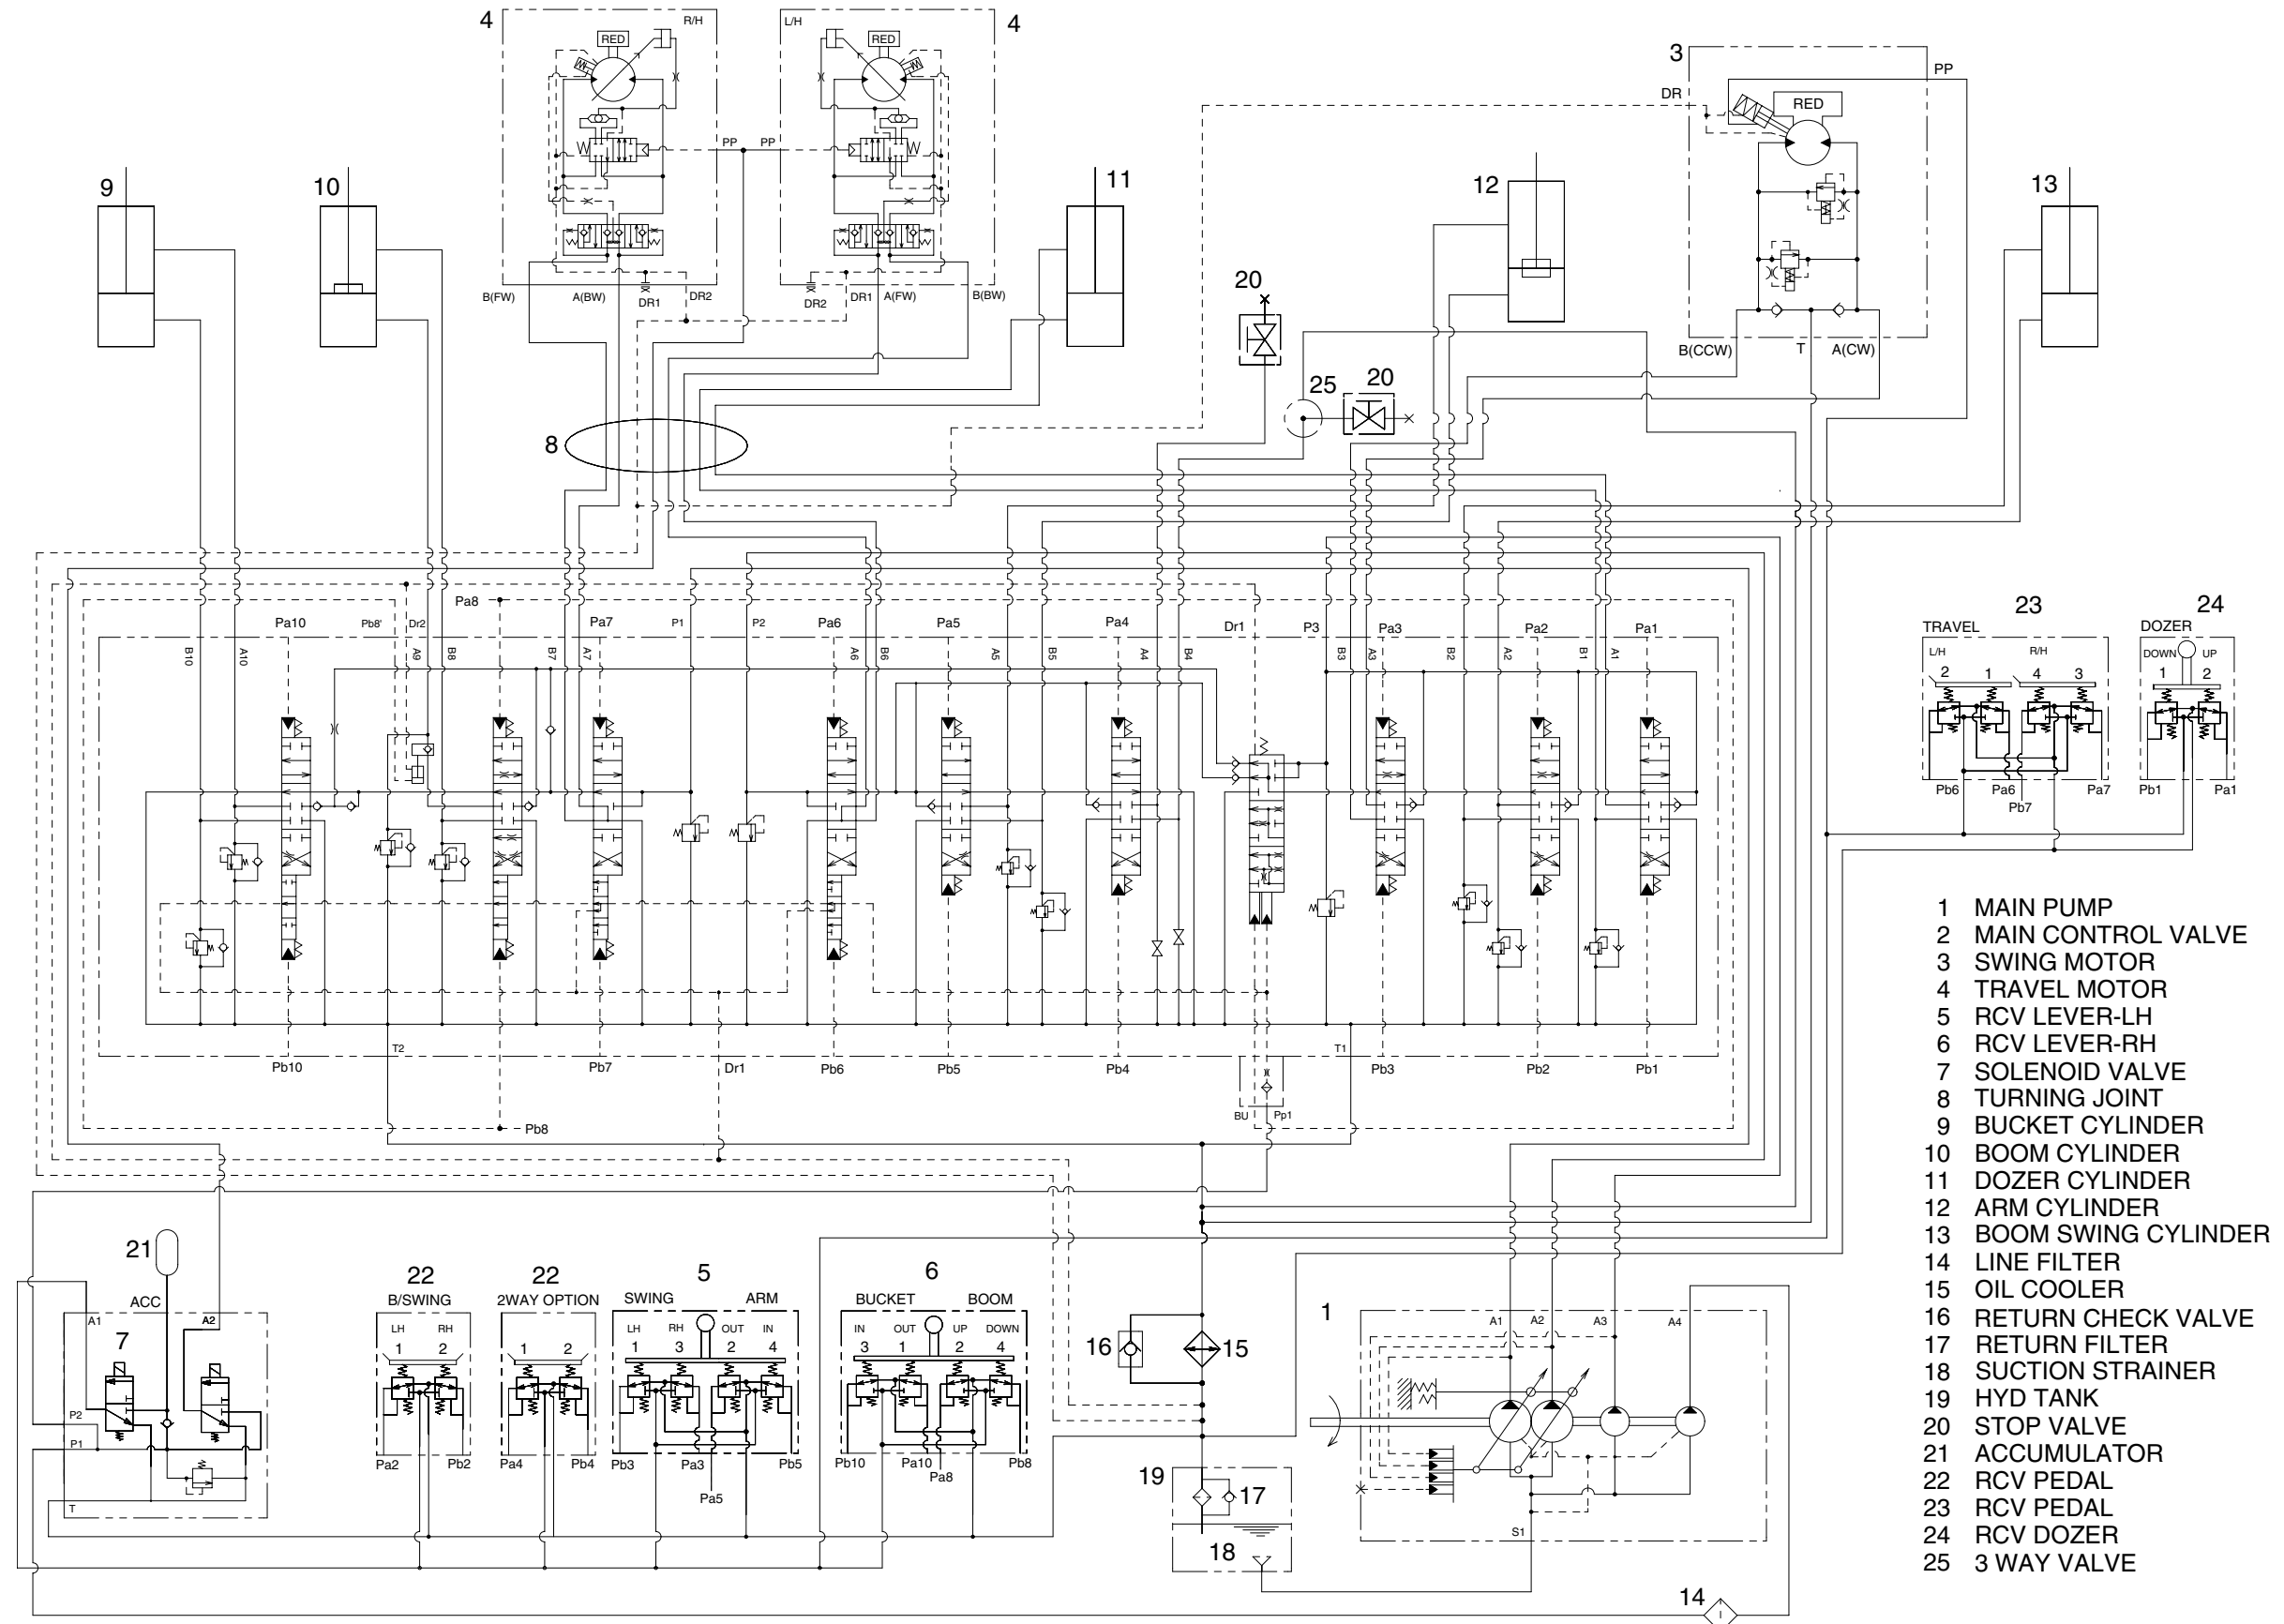 4 R/H L/H 4
RED RED
3 PP
DR RED
PP PP
9 10 11 12 13
B(FW) A(BW) DR1 DR2 DR2 DR1 A(FW) B(BW)
20
B(CCW) T A(CW)
25 20
8
Pa8
23 24
Pa10 Pb8' Dr2 Pa7 P1 P2 Pa6 Pa5 Pa4 Dr1 P3 Pa3 Pa2 Pa1
TRAVEL DOZER
B10 A10 A9 B8 B7 A7 A6 B6 A5 B5 A4 B4 B3 A3 B2 A2 B1 A1
L/H R/H DOWN UP
2 1 4 3 1 2
Pb6 Pa6 Pb7 Pa7 Pb1 Pa1
T2 T1
Pb10 Pb7 Dr1 Pb6 Pb5 Pb4 Pb3 Pb2 Pb1
BU Pp1
Pb8
1 MAIN PUMP
2 MAIN CONTROL VALVE
3 SWING MOTOR
4 TRAVEL MOTOR
5 RCV LEVER-LH
6 RCV LEVER-RH
7 SOLENOID VALVE
8 TURNING JOINT
9 BUCKET CYLINDER
10 BOOM CYLINDER
11 DOZER CYLINDER
12 ARM CYLINDER
13 BOOM SWING CYLINDER
14 LINE FILTER
15 OIL COOLER
16 RETURN CHECK VALVE
17 RETURN FILTER
18 SUCTION STRAINER
19 HYD TANK
20 STOP VALVE
21 ACCUMULATOR
22 RCV PEDAL
23 RCV PEDAL
24 RCV DOZER
25 3 WAY VALVE
21 22 22 5 6
ACC
A1 A2
7
P2
P1
T
B/SWING
LH RH
1 2
Pa2 Pb2
2WAY OPTION
1 2
Pa4 Pb4
SWING ARM
LH RH OUT IN
1 3 2 4
Pb3 Pa3 Pb5
Pa5
BUCKET BOOM
IN OUT UP DOWN
3 1 2 4
Pb10 Pa10 Pb8
Pa8
16 15
19 17
18
1 A1 A2 A3 A4
S1
14